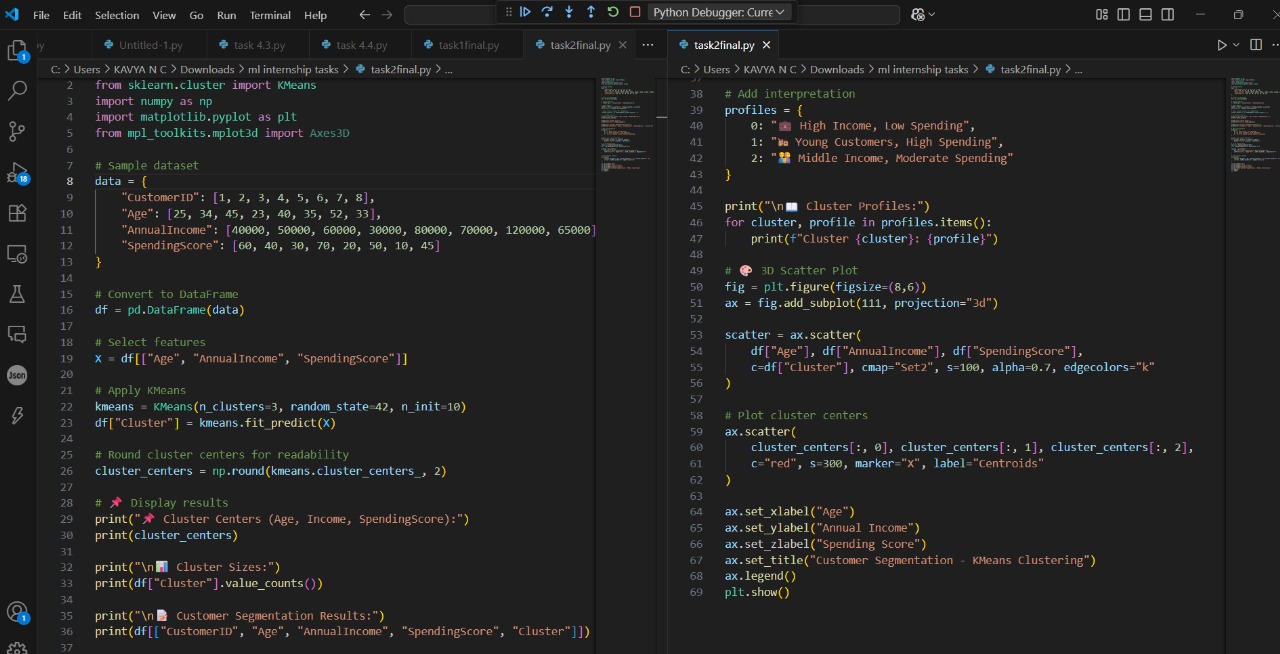 File Edit Selection View Go Run Terminal Help
Python Debugger: Curre
py
Untitled-1.py
task 4.3.py
task 4.4.py
task1final.py
task2final.py
C: > Users > KAVYA N C > Downloads > ml internship tasks > task2final.py > ...
2 from sklearn.cluster import KMeans
3 import numpy as np
4 import matplotlib.pyplot as plt
5 from mpl_toolkits.mplot3d import Axes3D
6
7 # Sample dataset
8 data = {
9 "CustomerID": [1, 2, 3, 4, 5, 6, 7, 8],
10 "Age": [25, 34, 45, 23, 40, 35, 52, 33],
11 "AnnualIncome": [40000, 50000, 60000, 30000, 80000, 70000, 120000, 65000]
12 "SpendingScore": [60, 40, 30, 70, 20, 50, 10, 45]
13 }
14
15 # Convert to DataFrame
16 df = pd.DataFrame(data)
17
18 # Select features
19 X = df[["Age", "AnnualIncome", "SpendingScore"]]
20
21 # Apply KMeans
22 kmeans = KMeans(n_clusters=3, random_state=42, n_init=10)
23 df["Cluster"] = kmeans.fit_predict(X)
24
25 # Round cluster centers for readability
26 cluster_centers = np.round(kmeans.cluster_centers_, 2)
27
28 # 📌 Display results
29 print("📌 Cluster Centers (Age, Income, SpendingScore):")
30 print(cluster_centers)
31
32 print("\n📊 Cluster Sizes:")
33 print(df["Cluster"].value_counts())
34
35 print("\n📝 Customer Segmentation Results:")
36 print(df[["CustomerID", "Age", "AnnualIncome", "SpendingScore", "Cluster"]])
37
task2final.py
C: > Users > KAVYA N C > Downloads > ml internship tasks > task2final.py > ...
37
38 # Add interpretation
39 profiles = {
40 0: "💼 High Income, Low Spending",
41 1: "🛍 Young Customers, High Spending",
42 2: "👥 Middle Income, Moderate Spending"
43 }
44
45 print("\n📖 Cluster Profiles:")
46 for cluster, profile in profiles.items():
47 print(f"Cluster {cluster}: {profile}")
48
49 # 🎨 3D Scatter Plot
50 fig = plt.figure(figsize=(8,6))
51 ax = fig.add_subplot(111, projection="3d")
52
53 scatter = ax.scatter(
54 df["Age"], df["AnnualIncome"], df["SpendingScore"],
55 c=df["Cluster"], cmap="Set2", s=100, alpha=0.7, edgecolors="k"
56 )
57
58 # Plot cluster centers
59 ax.scatter(
60 cluster_centers[:, 0], cluster_centers[:, 1], cluster_centers[:, 2],
61 c="red", s=300, marker="X", label="Centroids"
62 )
63
64 ax.set_xlabel("Age")
65 ax.set_ylabel("Annual Income")
66 ax.set_zlabel("Spending Score")
67 ax.set_title("Customer Segmentation - KMeans Clustering")
68 ax.legend()
69 plt.show()
1
18
Json
1